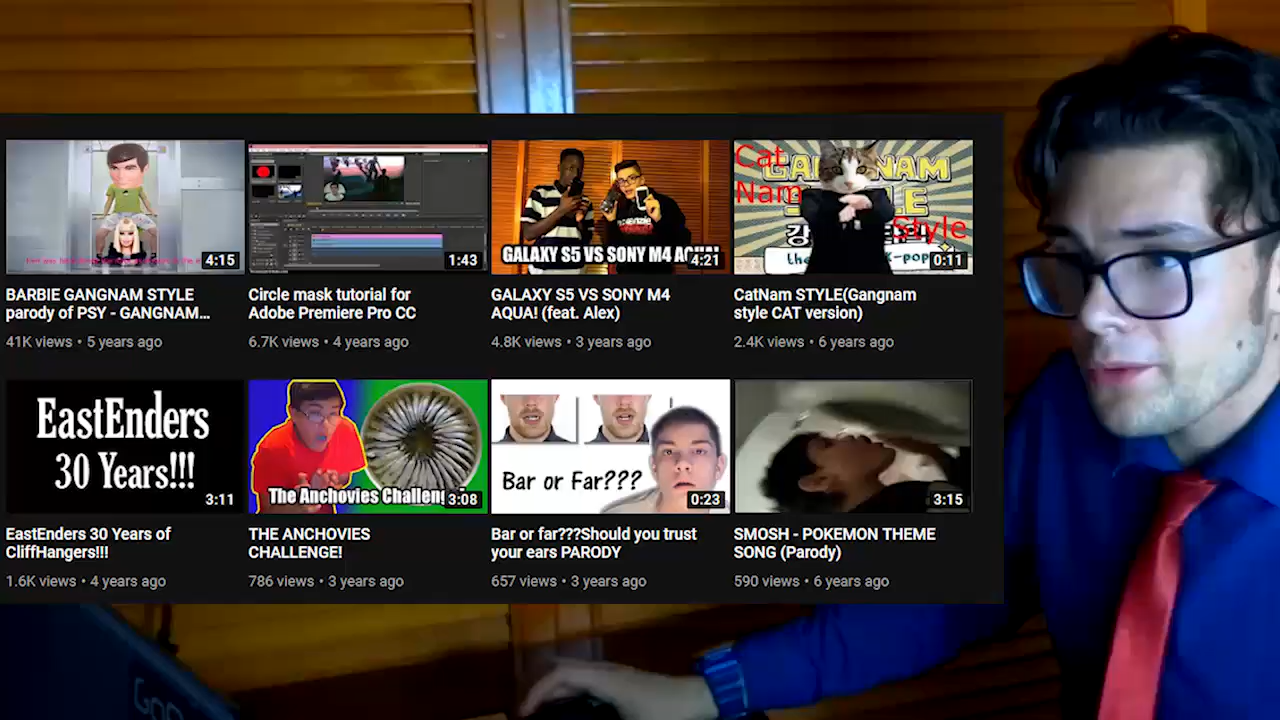 4:15
1:43
GALAXY S5 VS SONY M4 AQUA!
4:21
Cat
Nam
Style
GANGNAM
0:11
BARBIE GANGNAM STYLE
parody of PSY - GANGNAM...
41K views • 5 years ago
Circle mask tutorial for
Adobe Premiere Pro CC
6.7K views • 4 years ago
GALAXY S5 VS SONY M4
AQUA! (feat. Alex)
4.8K views • 3 years ago
CatNam STYLE(Gangnam
style CAT version)
2.4K views • 6 years ago
EastEnders
30 Years!!!
3:11
The Anchovies Challeng
3:08
Bar or Far???
0:23
3:15
EastEnders 30 Years of
CliffHangers!!!
1.6K views • 4 years ago
THE ANCHOVIES
CHALLENGE!
786 views • 3 years ago
Bar or far???Should you trust
your ears PARODY
657 views • 3 years ago
SMOSH - POKEMON THEME
SONG (Parody)
590 views • 6 years ago